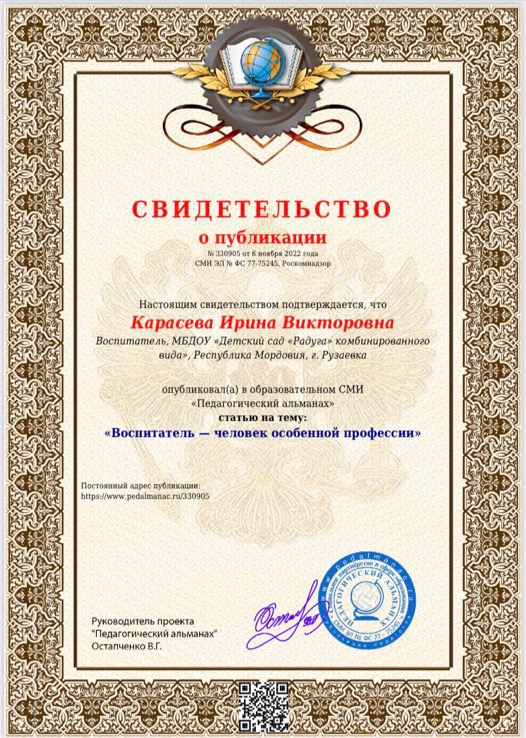 СВИДЕТЕЛЬСТВО
о публикации
№ 330905 от 6 ноября 2022 года
СМИ ЭЛ № ФС 77-75245, Роскомнадзор
Настоящим свидетельством подтверждается, что
Карасева Ирина Викторовна
Воспитатель, МБДОУ «Детский сад «Радуга» комбинированного
вида», Республика Мордовия, г. Рузаевка
опубликовал(а) в образовательном СМИ
«Педагогический альманах»
статью на тему:
«Воспитатель — человек особенной профессии»
Постоянный адрес публикации:
https://www.pedalmanac.ru/330905
Руководитель проекта
"Педагогический альманах"
Остапченко В.Г.
ПЕДАГОГИЧЕСКИЙ АЛЬМАНАХ